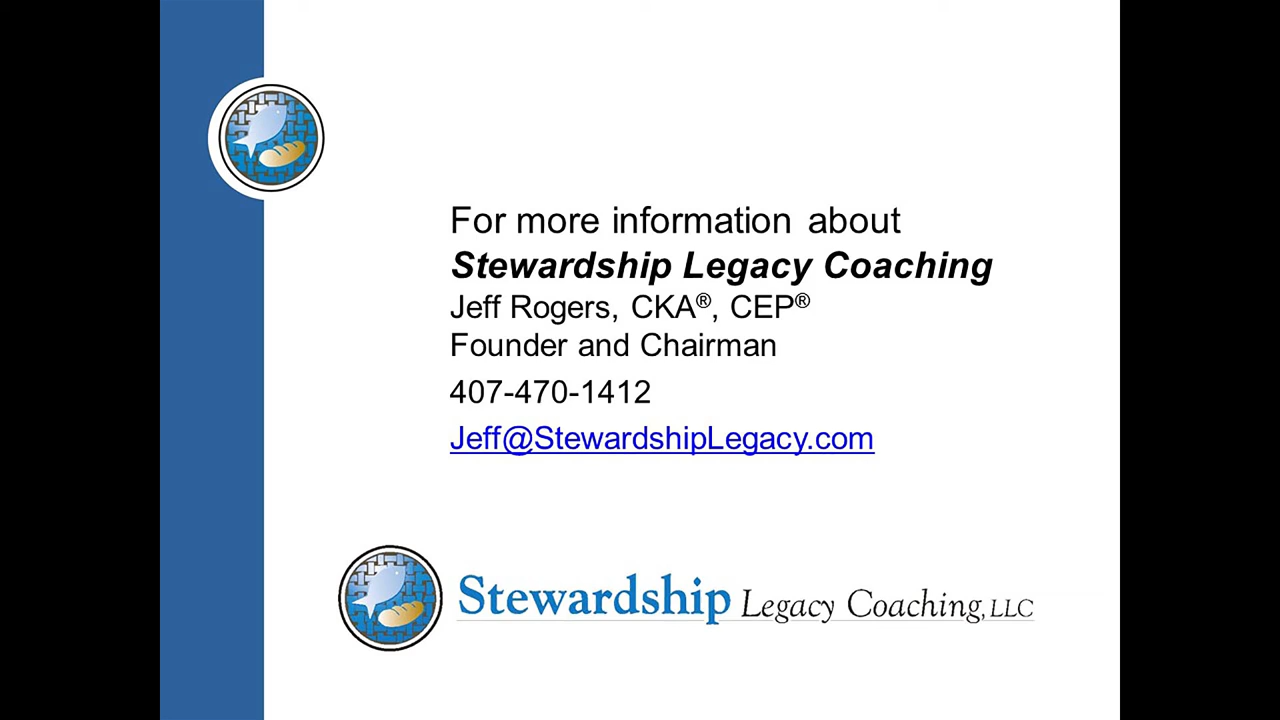 For more information about
Stewardship Legacy Coaching
Jeff Rogers, CKA®, CEP®
Founder and Chairman
407-470-1412
Jeff@StewardshipLegacy.com
Stewardship Legacy Coaching, LLC